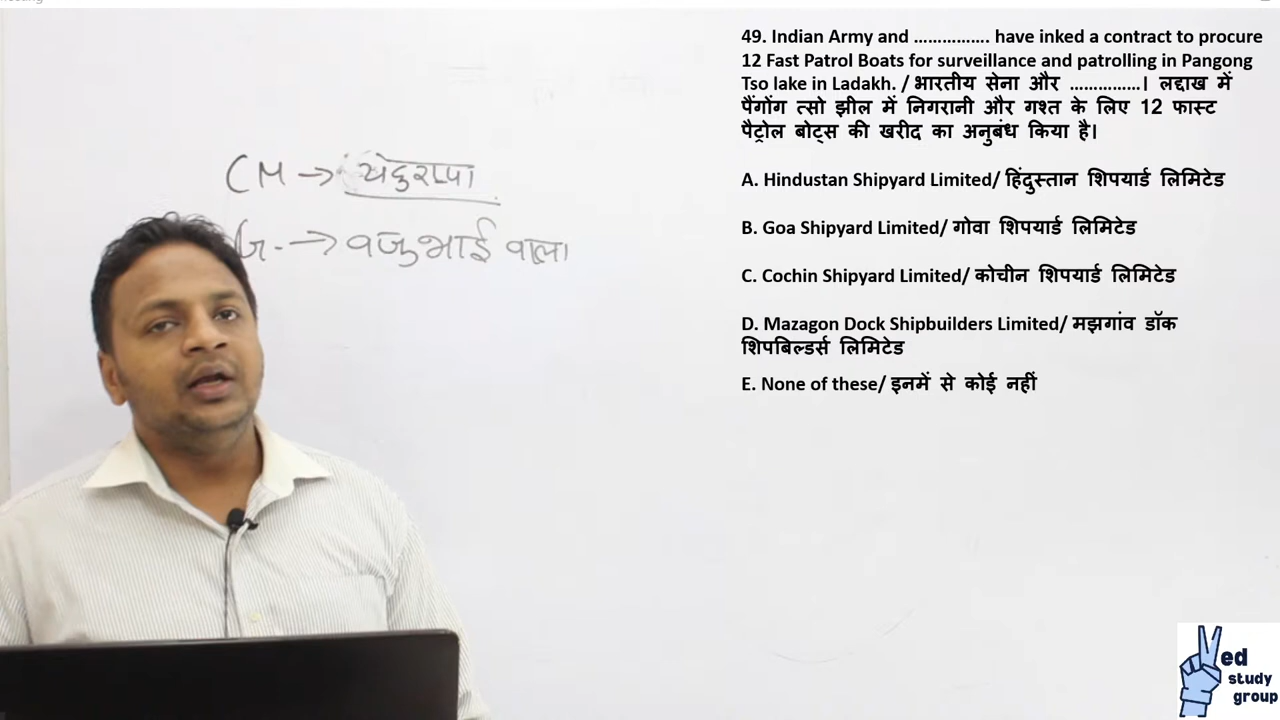 CM → येदुरप्पा
G. → वजुभाई वाला
49. Indian Army and ................ have inked a contract to procure
12 Fast Patrol Boats for surveillance and patrolling in Pangong
Tso lake in Ladakh. / भारतीय सेना और ...............। लद्दाख में
पैंगोंग त्सो झील में निगरानी और गश्त के लिए 12 फास्ट
पैट्रोल बोट्स की खरीद का अनुबंध किया है।
A. Hindustan Shipyard Limited/ हिंदुस्तान शिपयार्ड लिमिटेड
B. Goa Shipyard Limited/ गोवा शिपयार्ड लिमिटेड
C. Cochin Shipyard Limited/ कोचीन शिपयार्ड लिमिटेड
D. Mazagon Dock Shipbuilders Limited/ मझगांव डॉक
शिपबिल्डर्स लिमिटेड
E. None of these/ इनमें से कोई नहीं
Ved
study
group